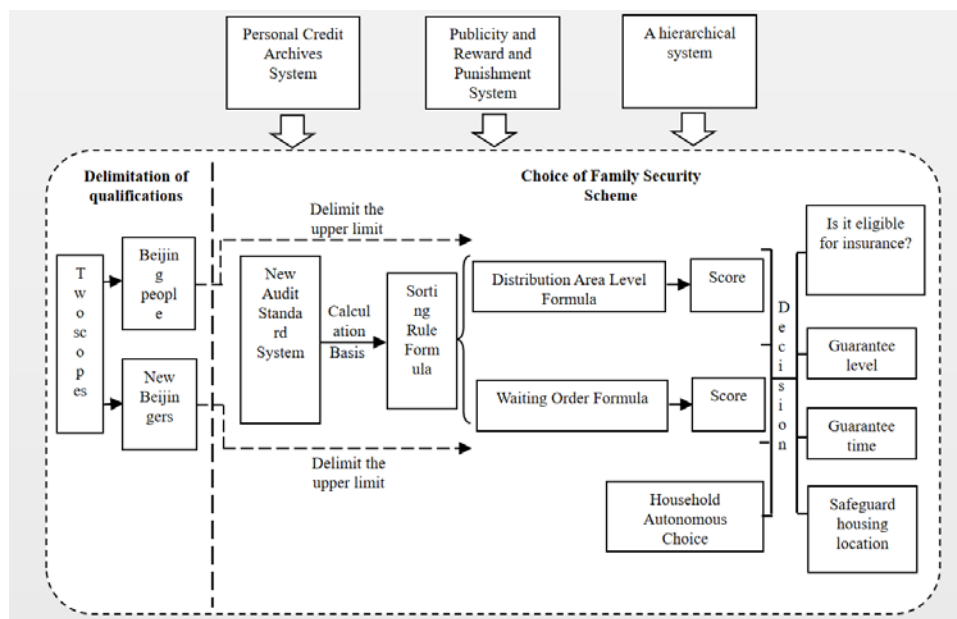 Personal Credit
Archives
System
Publicity and
Reward and
Punishment
System
A hierarchical
system
Delimitation of
qualifications
Choice of Family Security
Scheme
T
w
o
sc
o
p
es
Beijin
g
peopl
e
New
Beijin
gers
Delimit the
upper limit
New
Audit
Standa
rd
System
Calcul
ation
Basis
Sorti
ng
Rule
Form
ula
Distribution Area Level
Formula
Score
Waiting Order Formula
Score
Delimit the
upper limit
Household
Autonomous
Choice
D
e
c
i
s
ion
Is it eligible
for insurance?
Guarantee
level
Guarantee
time
Safeguard
housing
location